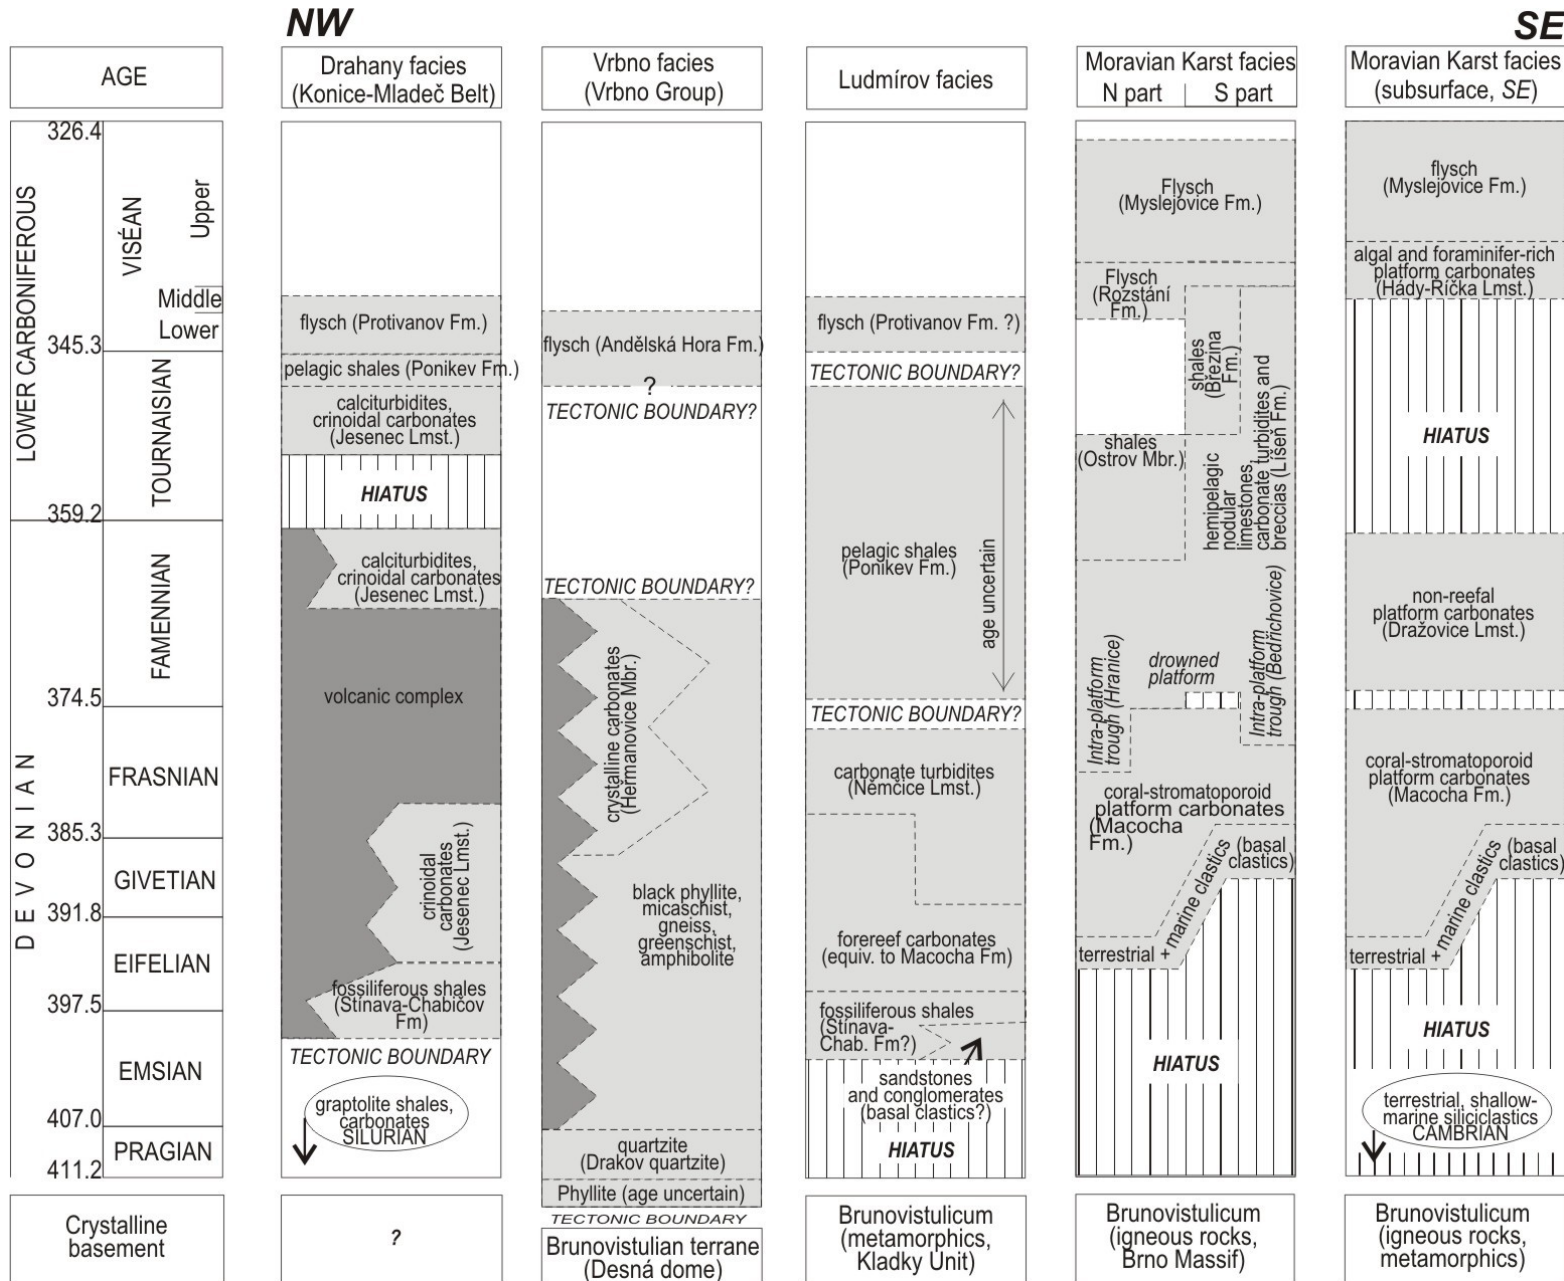 NW
SE
AGE
Drahany facies
(Konice-Mladeč Belt)
Vrbno facies
(Vrbno Group)
Ludmírov facies
Moravian Karst facies
N part
S part
Moravian Karst facies
(subsurface, SE)
LOWER CARBONIFEROUS
DEVONIAN
326.4
VISÉAN
Upper
Middle
Lower
345.3
TOURNAISIAN
359.2
FAMENNIAN
374.5
FRASNIAN
385.3
GIVETIAN
391.8
EIFELIAN
397.5
EMSIAN
407.0
PRAGIAN
411.2
Crystalline
basement
flysch (Protivanov Fm.)
pelagic shales (Ponikev Fm.)
calciturbidites,
crinoidal carbonates
(Jesenec Lmst.)
HIATUS
calciturbidites,
crinoidal carbonates
(Jesenec Lmst.)
volcanic complex
crinoidal
carbonates
(Jesenec Lmst.)
fossiliferous shales
(Stínava-Chabičov
Fm)
TECTONIC BOUNDARY
graptolite shales,
carbonates
SILURIAN
?
flysch (Andělská Hora Fm.)
?
TECTONIC BOUNDARY?
TECTONIC BOUNDARY?
crystalline carbonates
(Heřmanovice Mbr.)
black phyllite,
micaschist,
gneiss,
greenschist,
amphibolite
quartzite
(Drakov quartzite)
Phyllite (age uncertain)
TECTONIC BOUNDARY
Brunovistulian terrane
(Desná dome)
flysch (Protivanov Fm. ?)
TECTONIC BOUNDARY?
pelagic shales
(Ponikev Fm.)
age uncertain
TECTONIC BOUNDARY?
carbonate turbidites
(Němčice Lmst.)
forereef carbonates
(equiv. to Macocha Fm)
fossiliferous shales
(Stínava-
Chab. Fm?)
sandstones
and conglomerates
(basal clastics?)
HIATUS
Brunovistulicum
(metamorphics,
Kladky Unit)
Flysch
(Myslejovice Fm.)
Flysch
(Rozstání
Fm.)
shales
(Březina
Fm.)
shales
(Ostrov Mbr.)
hemipelagic
nodular
limestones,
carbonate turbidites and
breccias (Líšeň Fm.)
Intra-platform
trough (Hranice)
drowned
platform
Intra-platform
trough (Bedřichovice)
coral-stromatoporoid
platform carbonates
(Macocha
Fm.)
terrestrial + marine clastics
(basal
clastics)
HIATUS
Brunovistulicum
(igneous rocks,
Brno Massif)
flysch
(Myslejovice Fm.)
algal and foraminifer-rich
platform carbonates
(Hády-Říčka Lmst.)
HIATUS
non-reefal
platform carbonates
(Dražovice Lmst.)
coral-stromatoporoid
platform carbonates
(Macocha Fm.)
terrestrial + marine clastics
(basal
clastics)
HIATUS
terrestrial, shallow-
marine siliciclastics
CAMBRIAN
Brunovistulicum
(igneous rocks,
metamorphics)